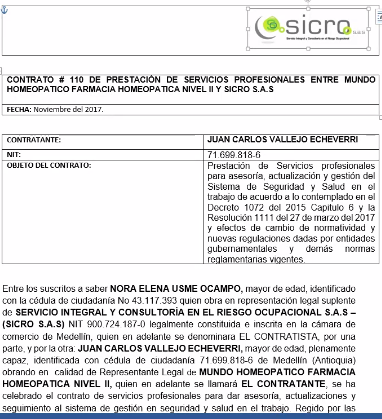 sicro S.A.S
CONTRATO # 110 DE PRESTACIÓN DE SERVICIOS PROFESIONALES ENTRE MUNDO
HOMEOPATICO FARMACIA HOMEOPATICA NIVEL II Y SICRO S.A.S
FECHA: Noviembre del 2017.
CONTRATANTE: JUAN CARLOS VALLEJO ECHEVERRI
NIT: 71.699.818-6
OBJETO DEL CONTRATO: Prestación de Servicios profesionales
para asesoría, actualización y gestión del
Sistema de Seguridad y Salud en el
trabajo de acuerdo a lo contemplado en el
Decreto 1072 del 2015 Capitulo 6 y la
Resolución 1111 del 27 de marzo del 2017
y efectos de cambio de normatividad y
nuevas regulaciones dadas por entidades
gubernamentales y demás normas
reglamentarias vigentes.
Entre los suscritos a saber NORA ELENA USME OCAMPO, mayor de edad, identificado
con la cédula de ciudadanía No 43.117.393 quien obra en representación legal suplente
de SERVICIO INTEGRAL Y CONSULTORÍA EN EL RIESGO OCUPACIONAL S.A.S –
(SICRO S.A.S) NIT 900.724.187-0 legalmente constituida e inscrita en la cámara de
comercio de Medellín, quien en adelante se denominara EL CONTRATISTA, por una
parte, y por la otra: JUAN CARLOS VALLEJO ECHEVERRI, mayor de edad, plenamente
capaz, identificada con cédula de ciudadanía 71.699.818-6 de Medellín (Antioquia)
obrando en calidad de Representante Legal de MUNDO HOMEOPATICO FARMACIA
HOMEOPATICA NIVEL II, quien en adelante se llamará EL CONTRATANTE, se ha
celebrado el contrato de servicios profesionales para dar asesoría, actualizaciones y
seguimiento al sistema de gestión en seguridad y salud en el trabajo. Regido por las